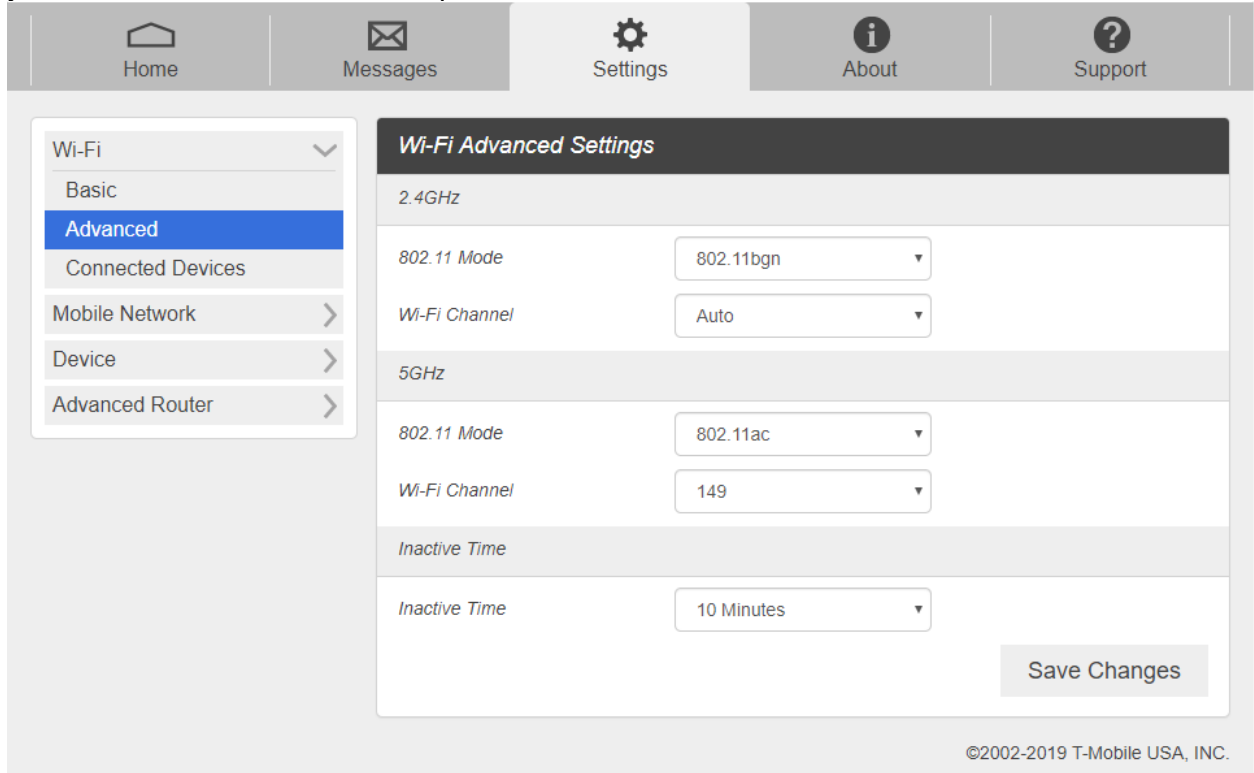 Home Messages Settings About Support
Wi-Fi
Basic
Advanced
Connected Devices
Mobile Network
Device
Advanced Router
Wi-Fi Advanced Settings
2.4GHz
802.11 Mode 802.11bgn
Wi-Fi Channel Auto
5GHz
802.11 Mode 802.11ac
Wi-Fi Channel 149
Inactive Time
Inactive Time 10 Minutes
Save Changes
©2002-2019 T-Mobile USA, INC.